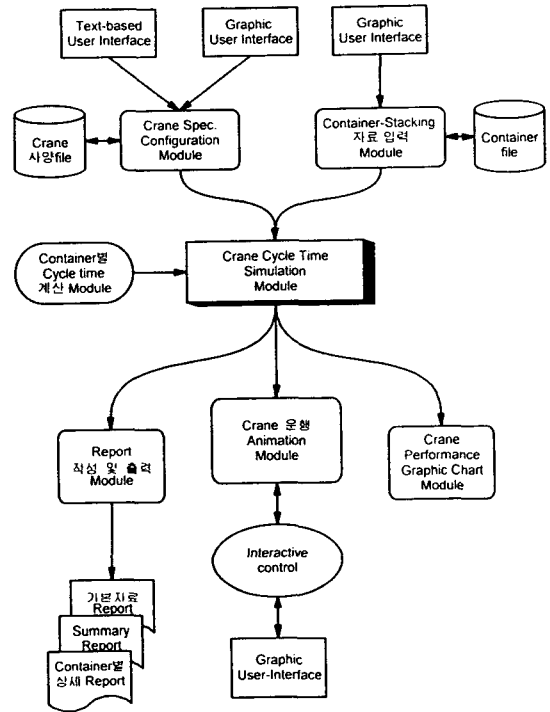 Text-based
User Interface
Graphic
User Interface
Graphic
User Interface
Crane
사양file
Crane Spec.
Configuration
Module
Container-Stacking
자료 입력
Module
Container
file
Container별
Cycle time
계산 Module
Crane Cycle Time
Simulation
Module
Report
작성 및 출력
Module
Crane 운행
Animation
Module
Crane
Performance
Graphic Chart
Module
Interactive
control
기본자료
Report
Summary
Report
Container별
상세 Report
Graphic
User-Interface